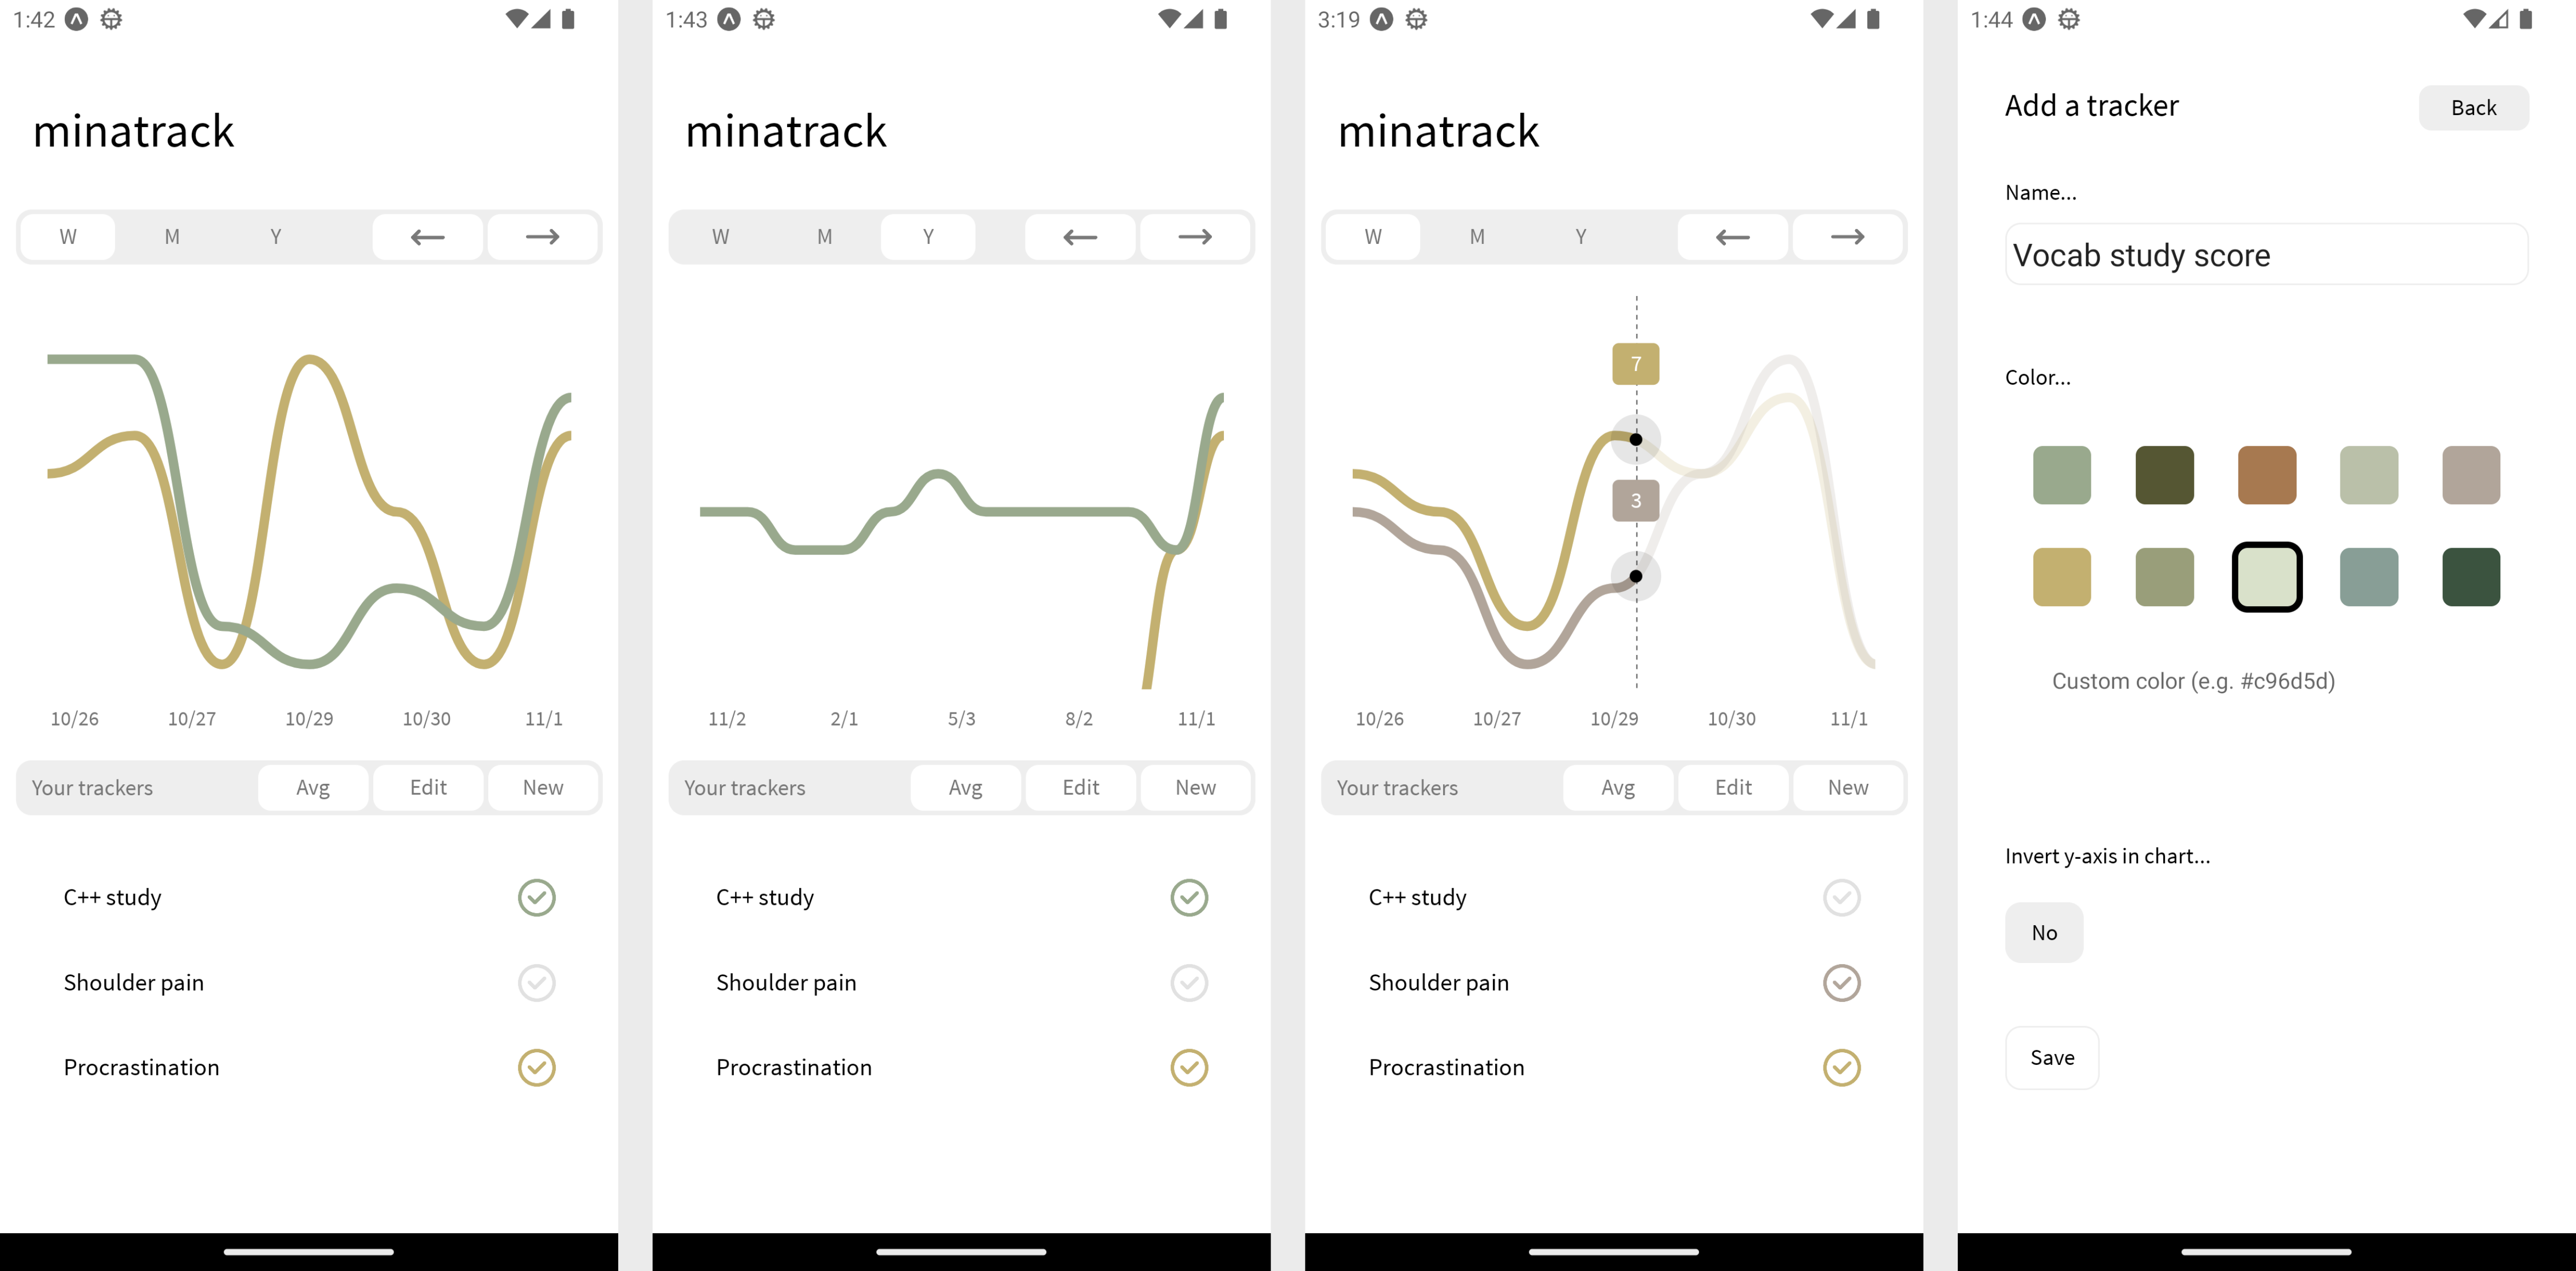 1:42
minatrack
W M Y ← →
10/26 10/27 10/29 10/30 11/1
Your trackers Avg Edit New
C++ study
Shoulder pain
Procrastination
1:43
minatrack
W M Y ← →
11/2 2/1 5/3 8/2 11/1
Your trackers Avg Edit New
C++ study
Shoulder pain
Procrastination
3:19
minatrack
W M Y ← →
7
3
10/26 10/27 10/29 10/30 11/1
Your trackers Avg Edit New
C++ study
Shoulder pain
Procrastination
1:44
Add a tracker Back
Name...
Vocab study score
Color...
Custom color (e.g. #c96d5d)
Invert y-axis in chart...
No
Save